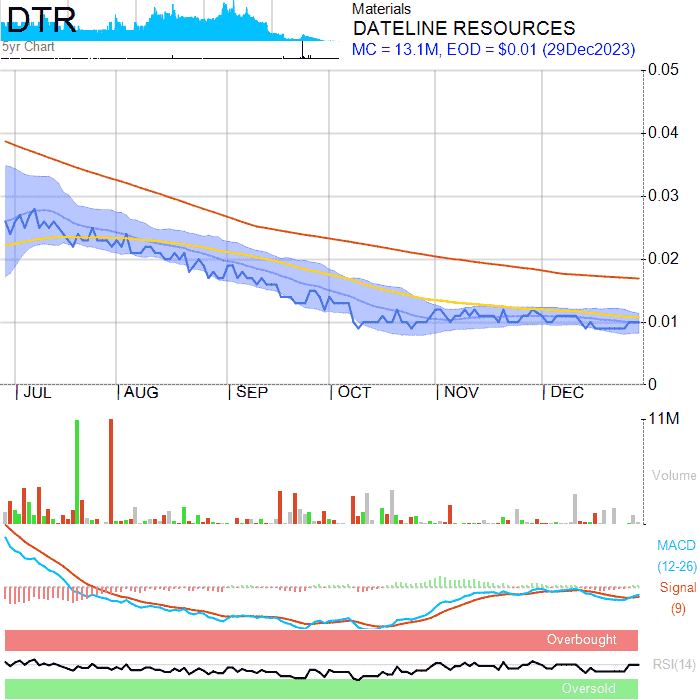 DTR
5yr Chart
Materials
DATELINE RESOURCES
MC = 13.1M, EOD = $0.01 (29Dec2023)
0.05
0.04
0.03
0.02
0.01
0
JUL AUG SEP OCT NOV DEC
11M
Volume
MACD
(12-26)
Signal
(9)
Overbought
RSI(14)
Oversold